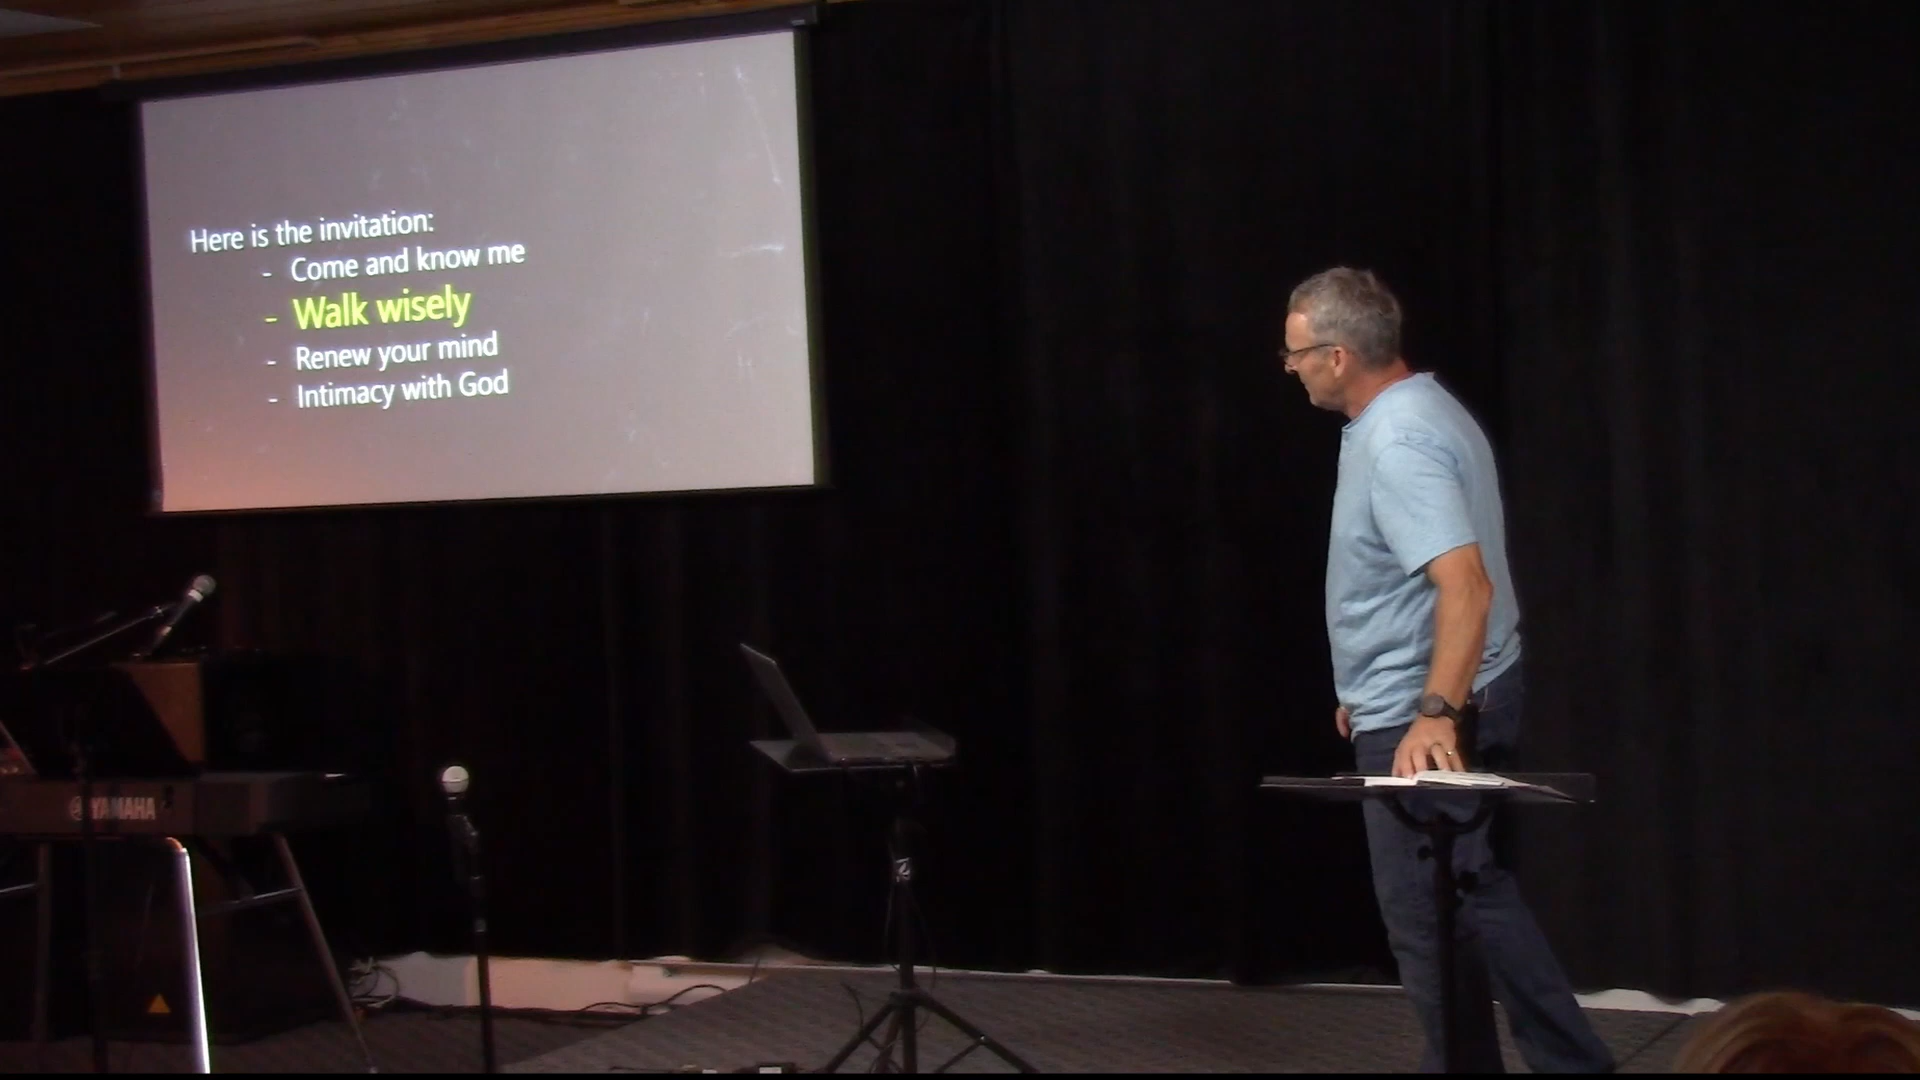 Here is the invitation:
- Come and know me
- Walk wisely
- Renew your mind
- Intimacy with God
YAMAHA